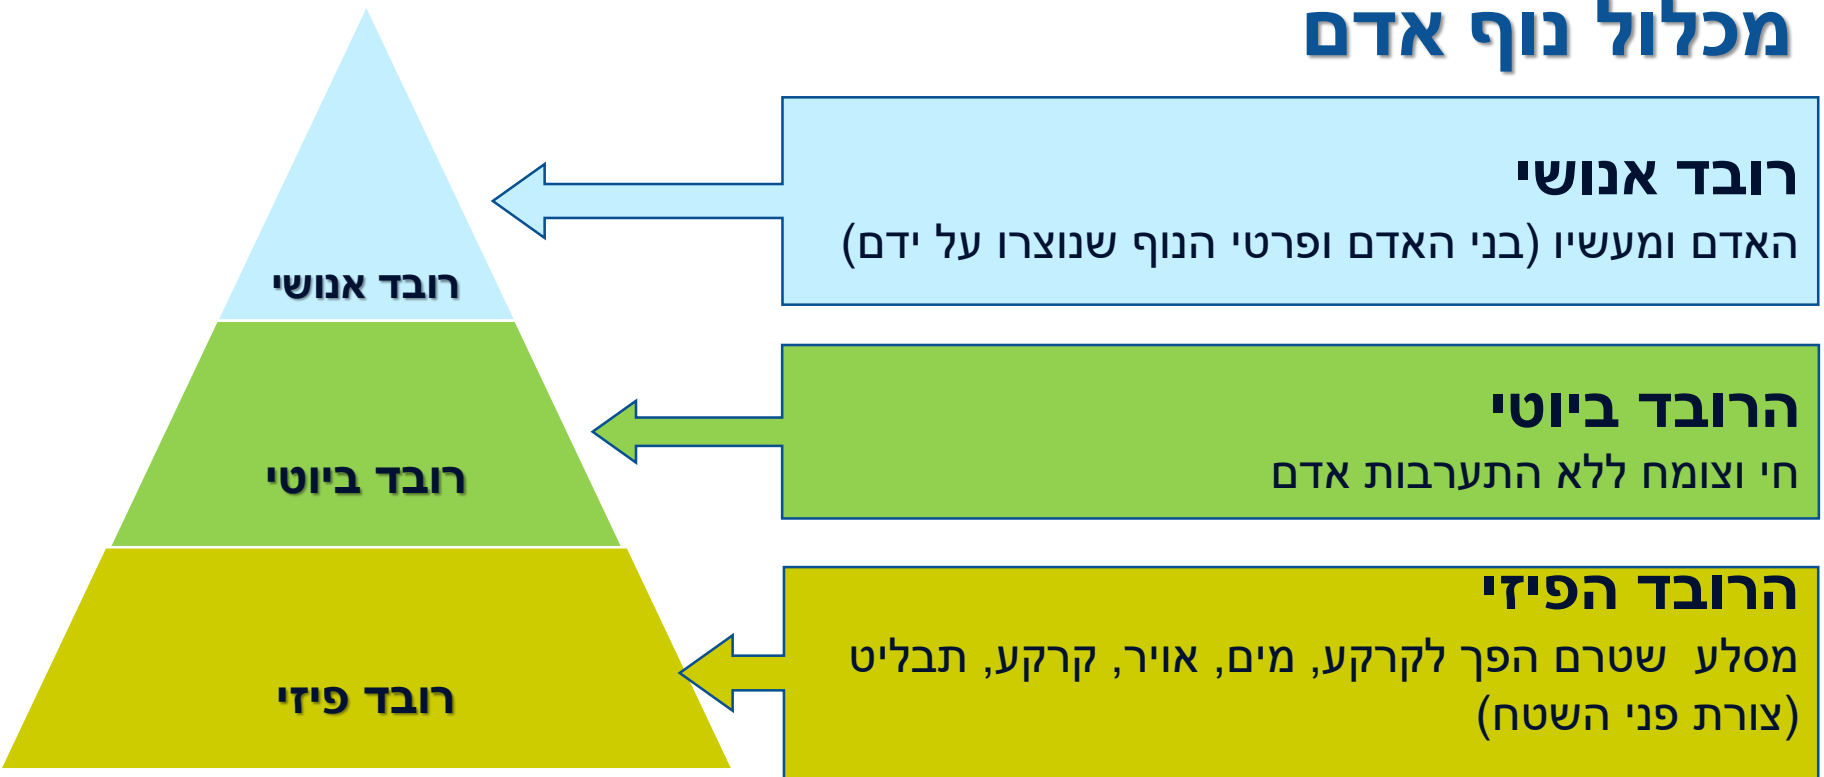 מכלול נוף אדם
רובד אנושי
האדם ומעשיו (בני האדם ופרטי הנוף שנוצרו על ידם)
הרובד ביוטי
חי וצומח ללא התערבות אדם
הרובד הפיזי
מסלע  שטרם הפך לקרקע, מים, אויר, קרקע, תבליט
(צורת פני השטח)
רובד אנושי
רובד ביוטי
רובד פיזי